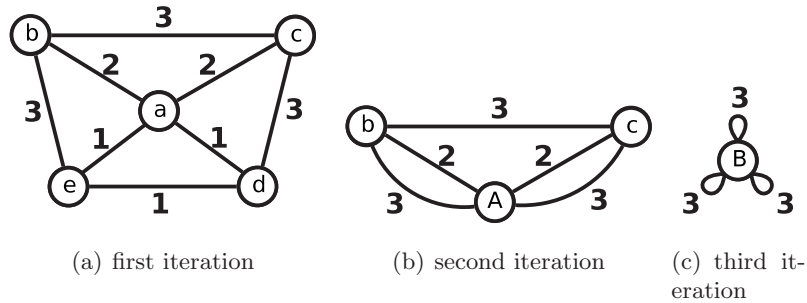 3
b
c
2
2
3
a
3
1
1
e
d
1
(a) first iteration
3
b
c
2
2
A
3
3
(b) second iteration
3
B
3
3
(c) third it-
eration